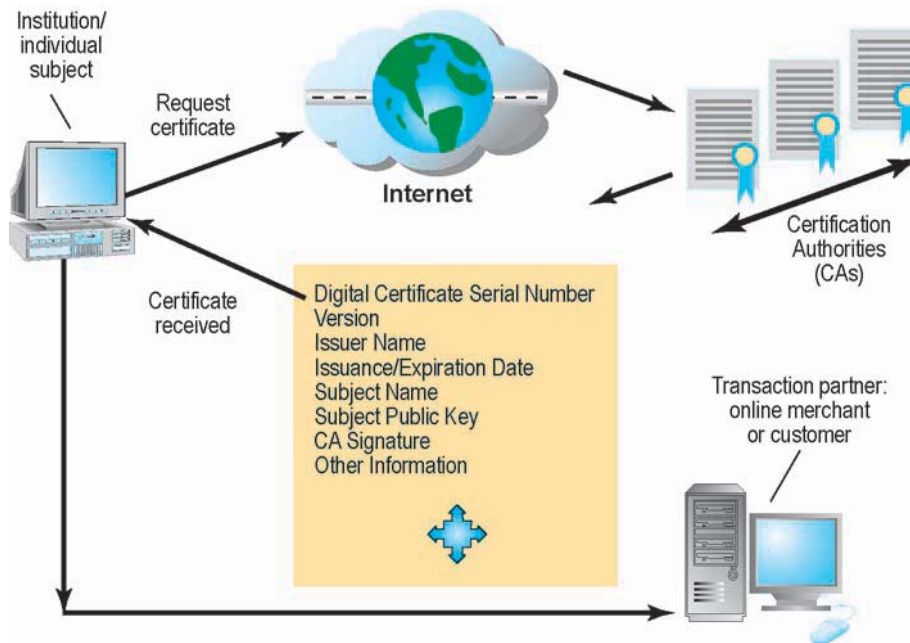 Institution/
individual
subject
Request
certificate
Internet
Certification
Authorities
(CAs)
Certificate
received
Digital Certificate Serial Number
Version
Issuer Name
Issuance/Expiration Date
Subject Name
Subject Public Key
CA Signature
Other Information
Transaction partner:
online merchant
or customer